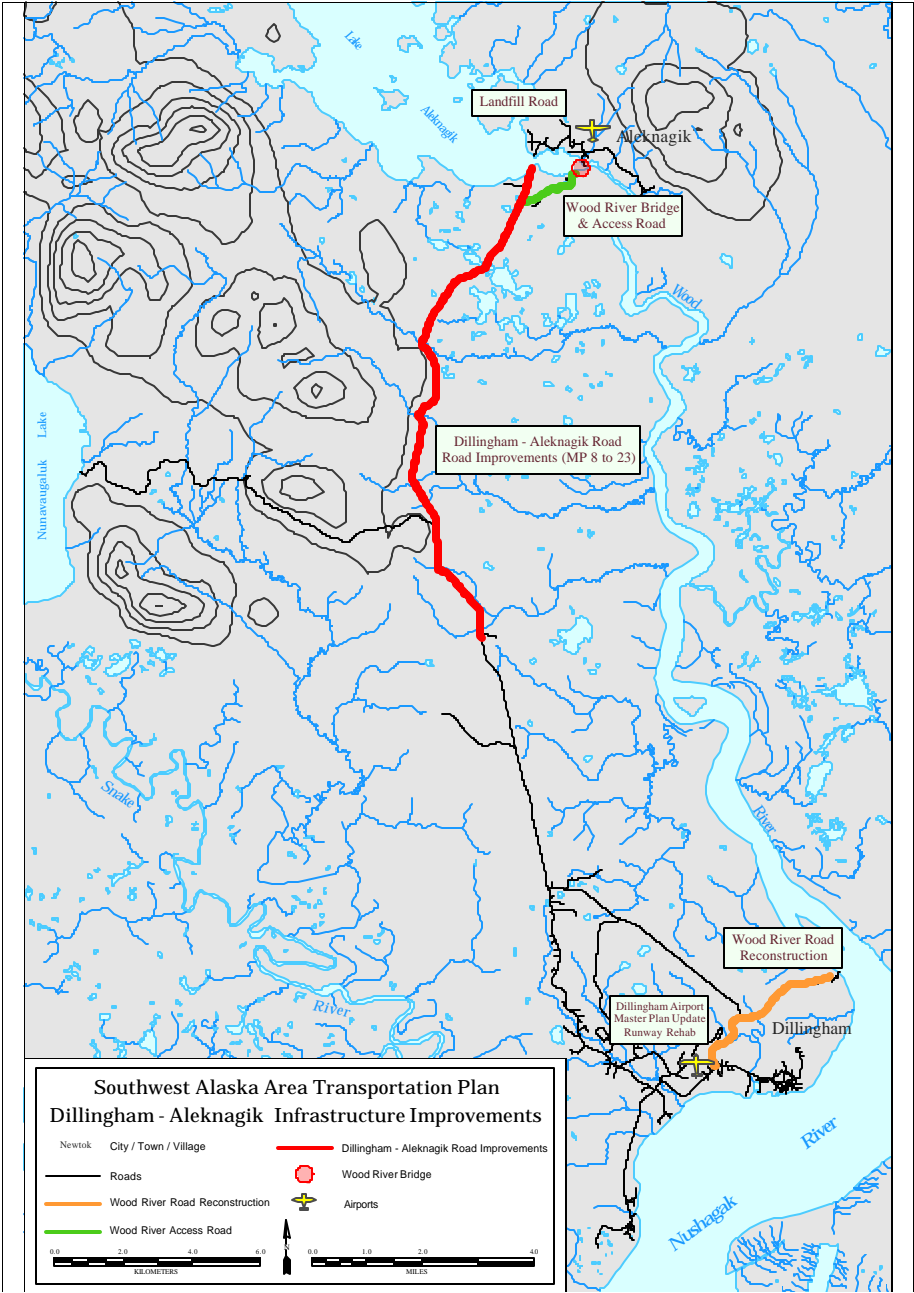 Lake
Aleknagik
Landfill Road
Aleknagik
Wood River Bridge
& Access Road
Wood
Nunavaugaluk Lake
Dillingham - Aleknagik Road
Road Improvements (MP 8 to 23)
Snake
River
River
Wood River Road
Reconstruction
Dillingham Airport
Master Plan Update
Runway Rehab
Dillingham
Nushagak River
Southwest Alaska Area Transportation Plan
Dillingham - Aleknagik Infrastructure Improvements
Newtok City / Town / Village
Dillingham - Aleknagik Road Improvements
Roads
Wood River Bridge
Wood River Road Reconstruction
Airports
Wood River Access Road
N
0.0 2.0 4.0 6.0
KILOMETERS
0.0 1.0 2.0 4.0
MILES